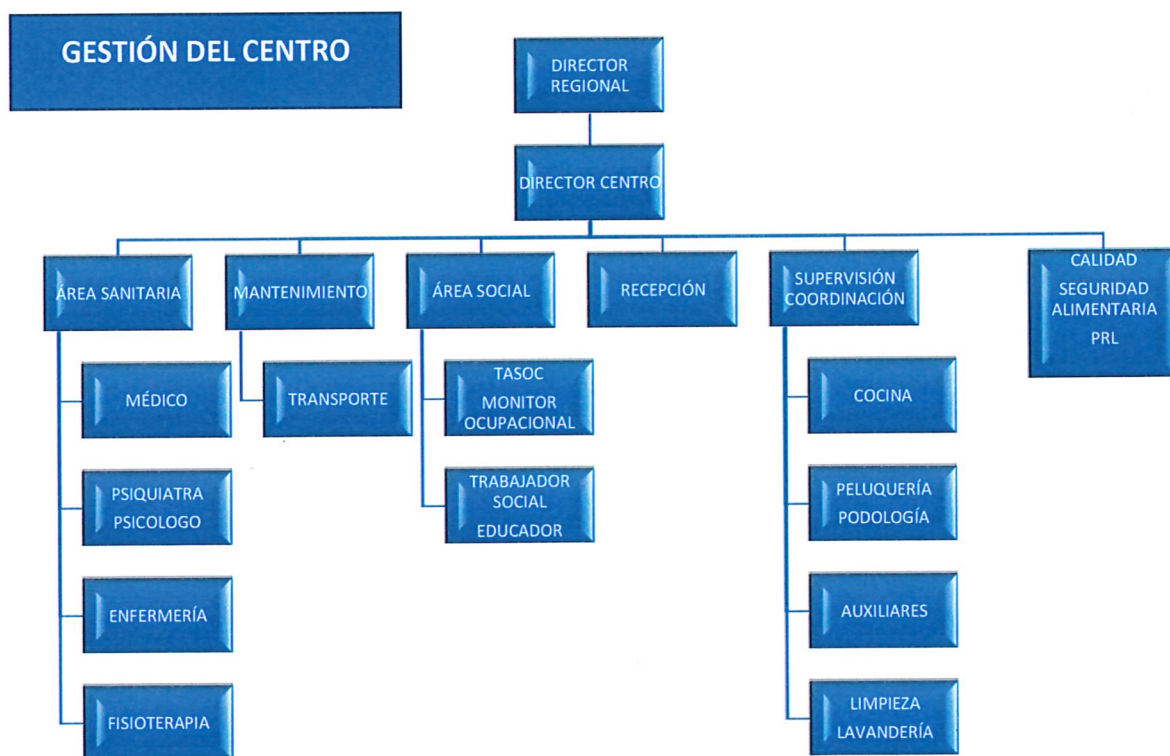 GESTIÓN DEL CENTRO
DIRECTOR
REGIONAL
DIRECTOR CENTRO
ÁREA SANITARIA
MÉDICO
PSIQUIATRA
PSICOLOGO
ENFERMERÍA
FISIOTERAPIA
MANTENIMIENTO
TRANSPORTE
ÁREA SOCIAL
TASOC
MONITOR
OCUPACIONAL
TRABAJADOR
SOCIAL
EDUCADOR
RECEPCIÓN
SUPERVISIÓN
COORDINACIÓN
COCINA
PELUQUERÍA
PODOLOGÍA
AUXILIARES
LIMPIEZA
LAVANDERÍA
CALIDAD
SEGURIDAD
ALIMENTARIA
PRL